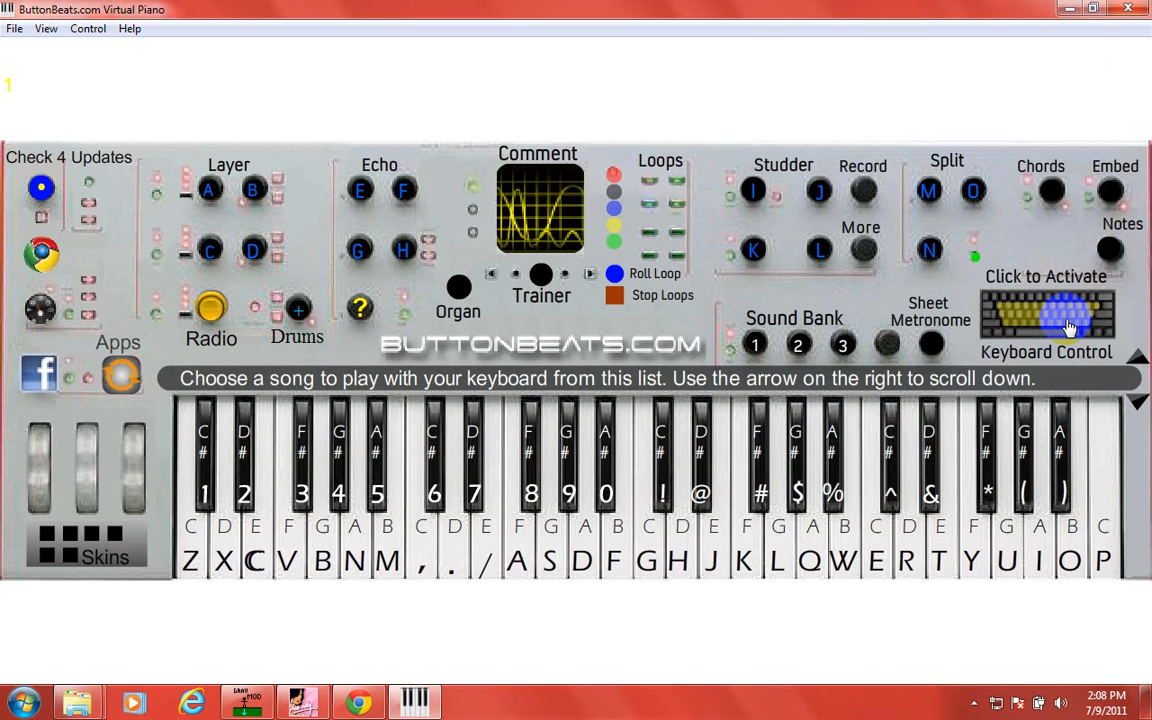 ButtonBeats.com Virtual Piano
File View Control Help
1
Check 4 Updates
Layer
Echo
Comment
Loops
Studder
Record
Split
Chords
Embed
A B
E F
I J
M O
C D
G H
K L
More
N
Notes
Roll Loop
Stop Loops
Trainer
Organ
Click to Activate
+
?
Radio
Drums
Sound Bank
1 2 3
Sheet
Metronome
Keyboard Control
BUTTONBEATS.COM
f
Apps
Choose a song to play with your keyboard from this list. Use the arrow on the right to scroll down.
C D F G A C D F G A C D F G A C D F G A
# # # # # # # # # # # # # # # # # # # #
1 2 3 4 5 6 7 8 9 0 ! @ # $ % ^ & * ( )
C D E F G A B C D E F G A B C D E F G A B C D E F G A B C
Z X C V B N M , . / A S D F G H J K L Q W E R T Y U I O P
Skins
GRAV
MOD
2:08 PM
7/9/2011